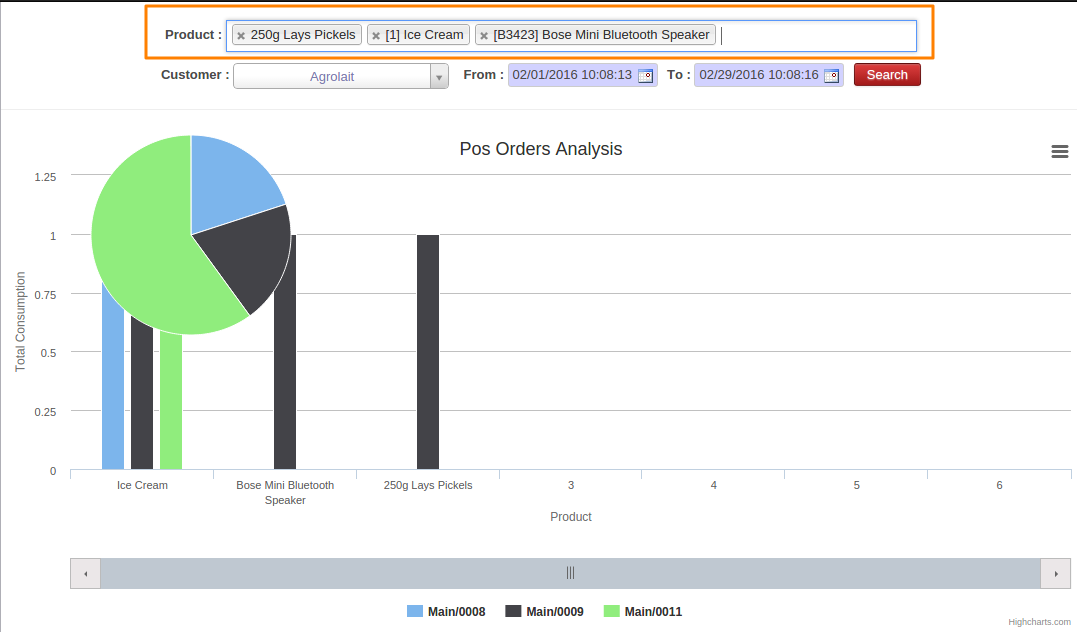 Product : × 250g Lays Pickels × [1] Ice Cream × [B3423] Bose Mini Bluetooth Speaker
Customer : Agrolait From : 02/01/2016 10:08:13 To : 02/29/2016 10:08:16 Search
Pos Orders Analysis
1.25
1
0.75
0.5
0.25
0
Total Consumption
Ice Cream Bose Mini Bluetooth Speaker 250g Lays Pickels 3 4 5 6
Product
Main/0008 Main/0009 Main/0011
Highcharts.com